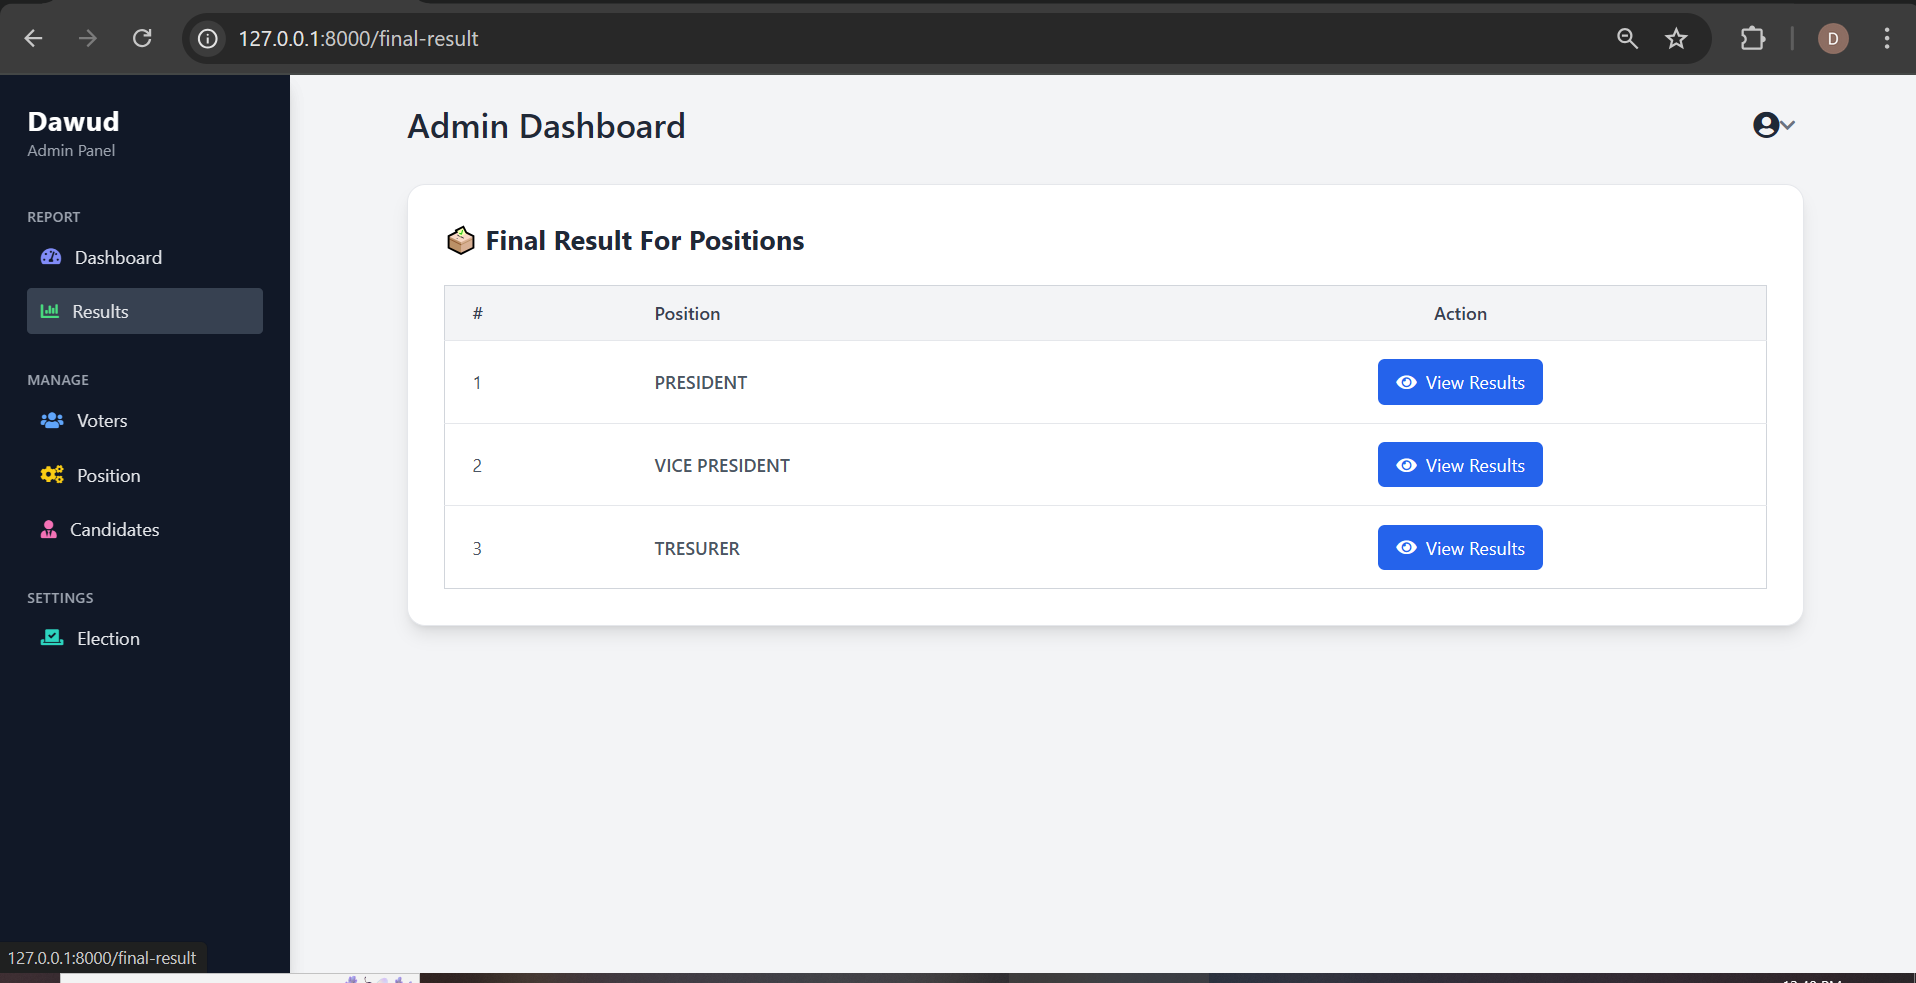 127.0.0.1:8000/final-result
D
Dawud
Admin Panel
REPORT
Dashboard
Results
MANAGE
Voters
Position
Candidates
SETTINGS
Election
Admin Dashboard
Final Result For Positions
# Position Action
1 PRESIDENT View Results
2 VICE PRESIDENT View Results
3 TRESURER View Results
127.0.0.1:8000/final-result